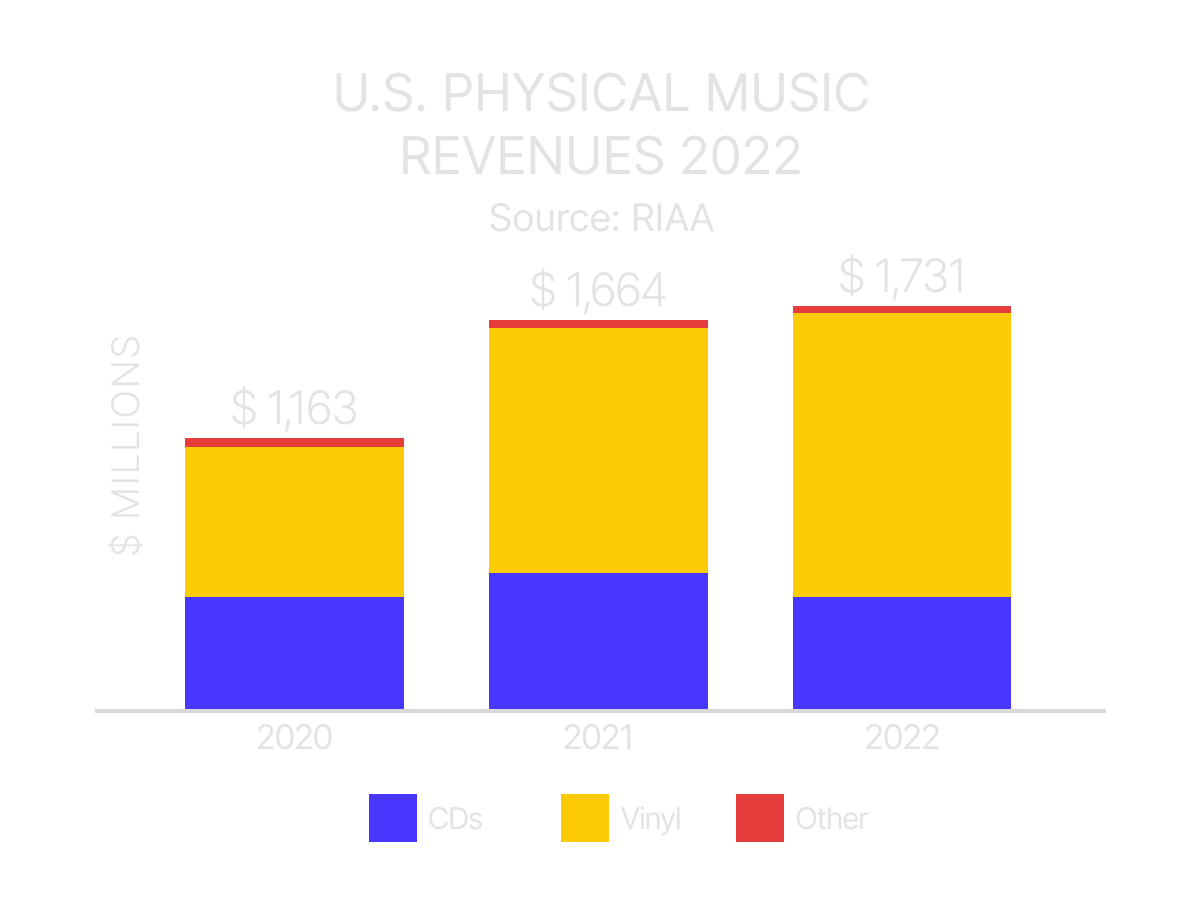 U.S. PHYSICAL MUSIC
REVENUES 2022
Source: RIAA
$ MILLIONS
$ 1,163
$ 1,664
$ 1,731
2020
2021
2022
CDs
Vinyl
Other